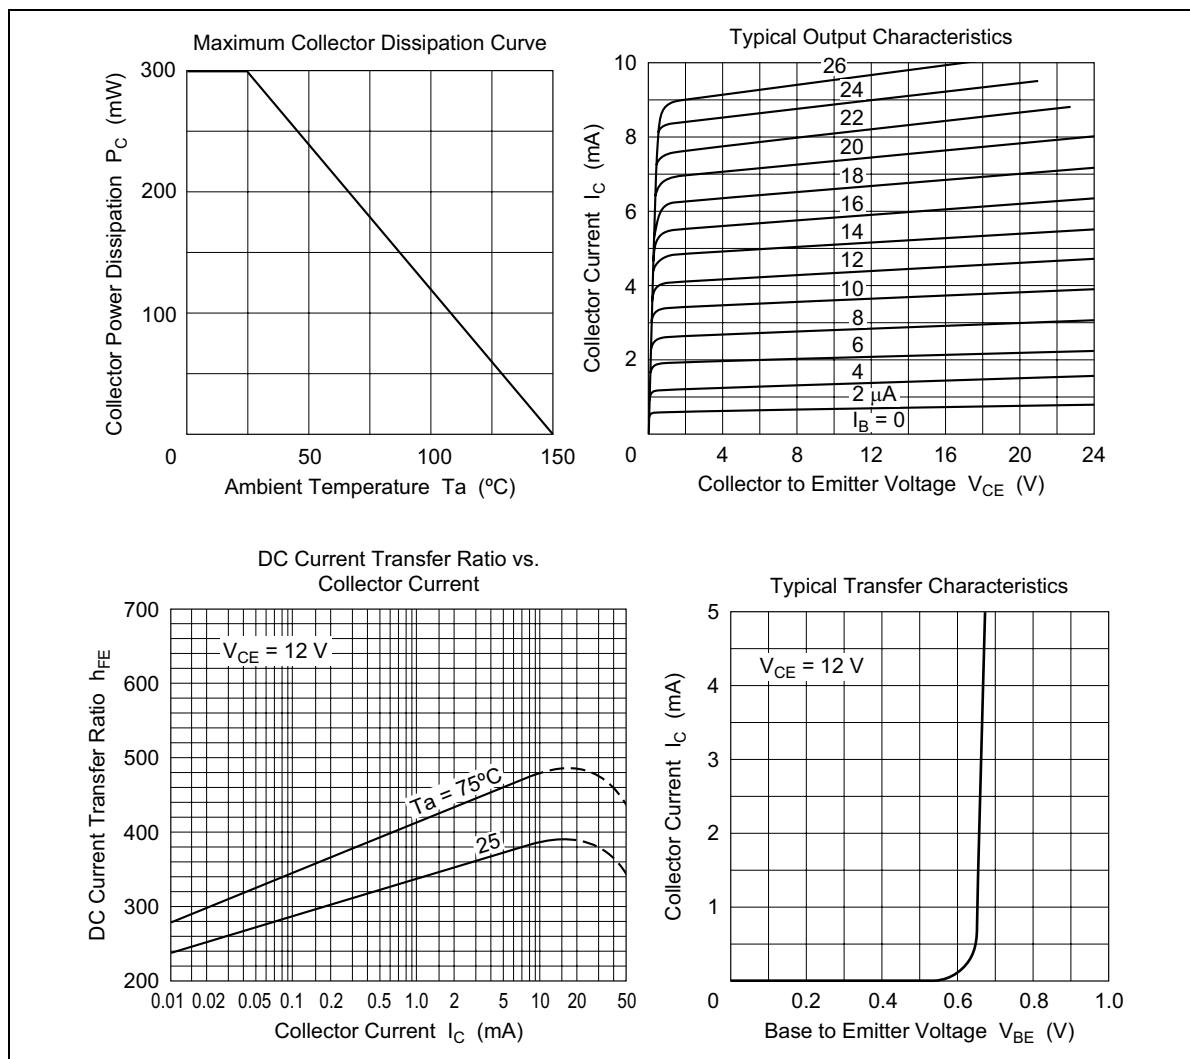 Maximum Collector Dissipation Curve
Collector Power Dissipation P_C (mW)
300
200
100
0
50
100
150
Ambient Temperature Ta (ºC)
Typical Output Characteristics
Collector Current I_C (mA)
10
8
6
4
2
0
26
24
22
20
18
16
14
12
10
8
6
4
2 μA
I_B = 0
4
8
12
16
20
24
Collector to Emitter Voltage V_CE (V)
DC Current Transfer Ratio vs.
Collector Current
DC Current Transfer Ratio h_FE
700
600
500
400
300
200
V_CE = 12 V
Ta = 75ºC
25
0.01 0.02 0.05 0.1 0.2 0.5 1.0 2 5 10 20 50
Collector Current I_C (mA)
Typical Transfer Characteristics
Collector Current I_C (mA)
5
4
3
2
1
0
V_CE = 12 V
0.2
0.4
0.6
0.8
1.0
Base to Emitter Voltage V_BE (V)